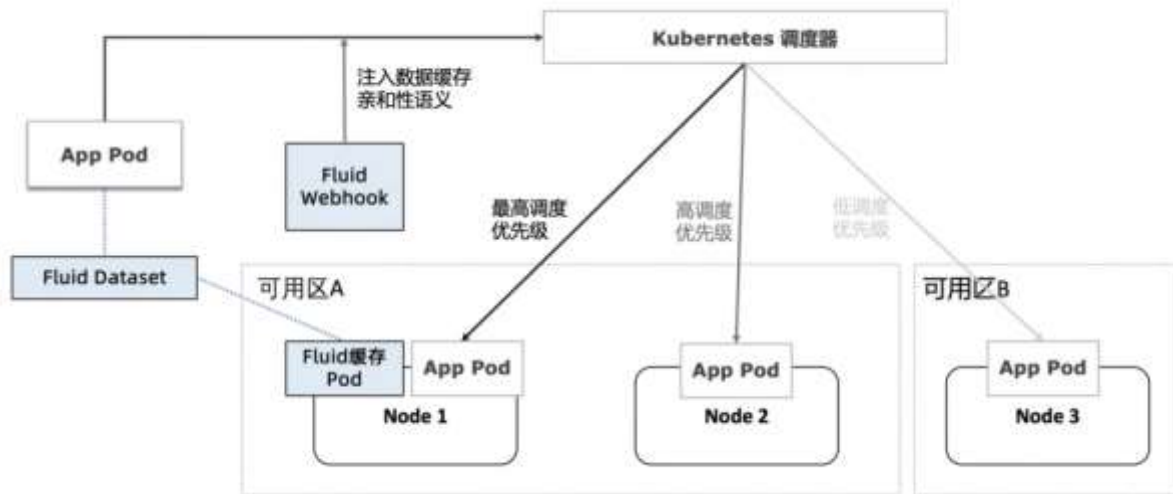 Kubernetes 调度器
注入数据缓存
亲和性语义
App Pod
Fluid
Webhook
最高调度
优先级
高调度
优先级
低调度
优先级
Fluid Dataset
可用区A
可用区B
Fluid缓存
Pod
App Pod
App Pod
App Pod
Node 1
Node 2
Node 3